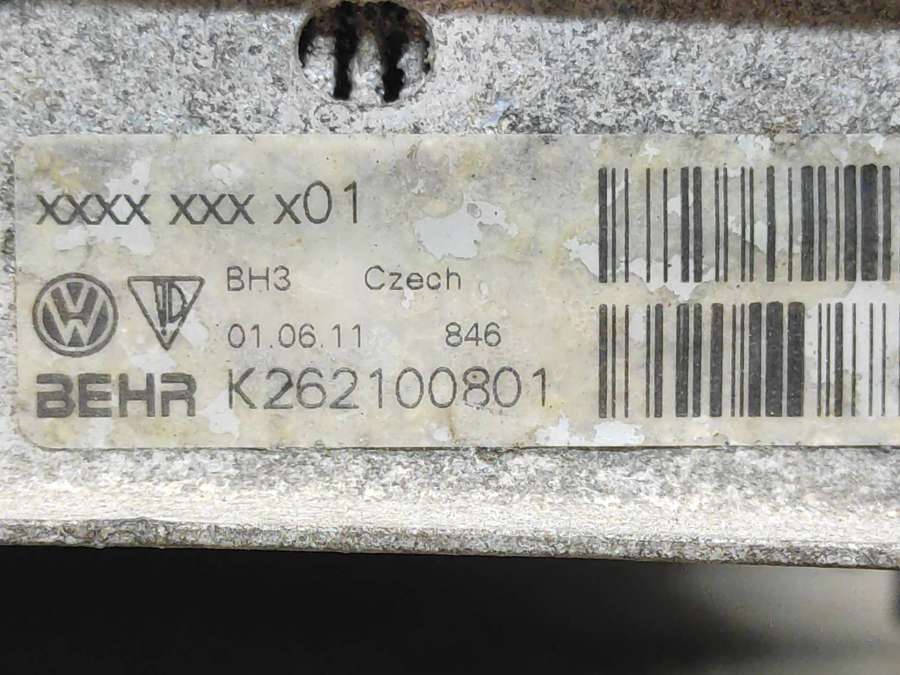 xxxx xxx x01
BH3 Czech
01.06.11 846
BEHR K262100801